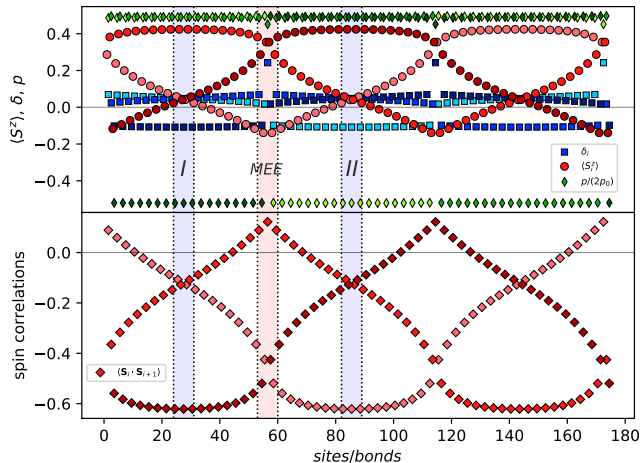 ⟨S^z⟩, δ, p
0.4
0.2
0.0
−0.2
−0.4
I
MEE
II
δ_i
⟨S_i^z⟩
p/(2p_0)
spin correlations
0.0
−0.2
−0.4
−0.6
⟨S_i · S_{i+1}⟩
0 20 40 60 80 100 120 140 160 180
sites/bonds